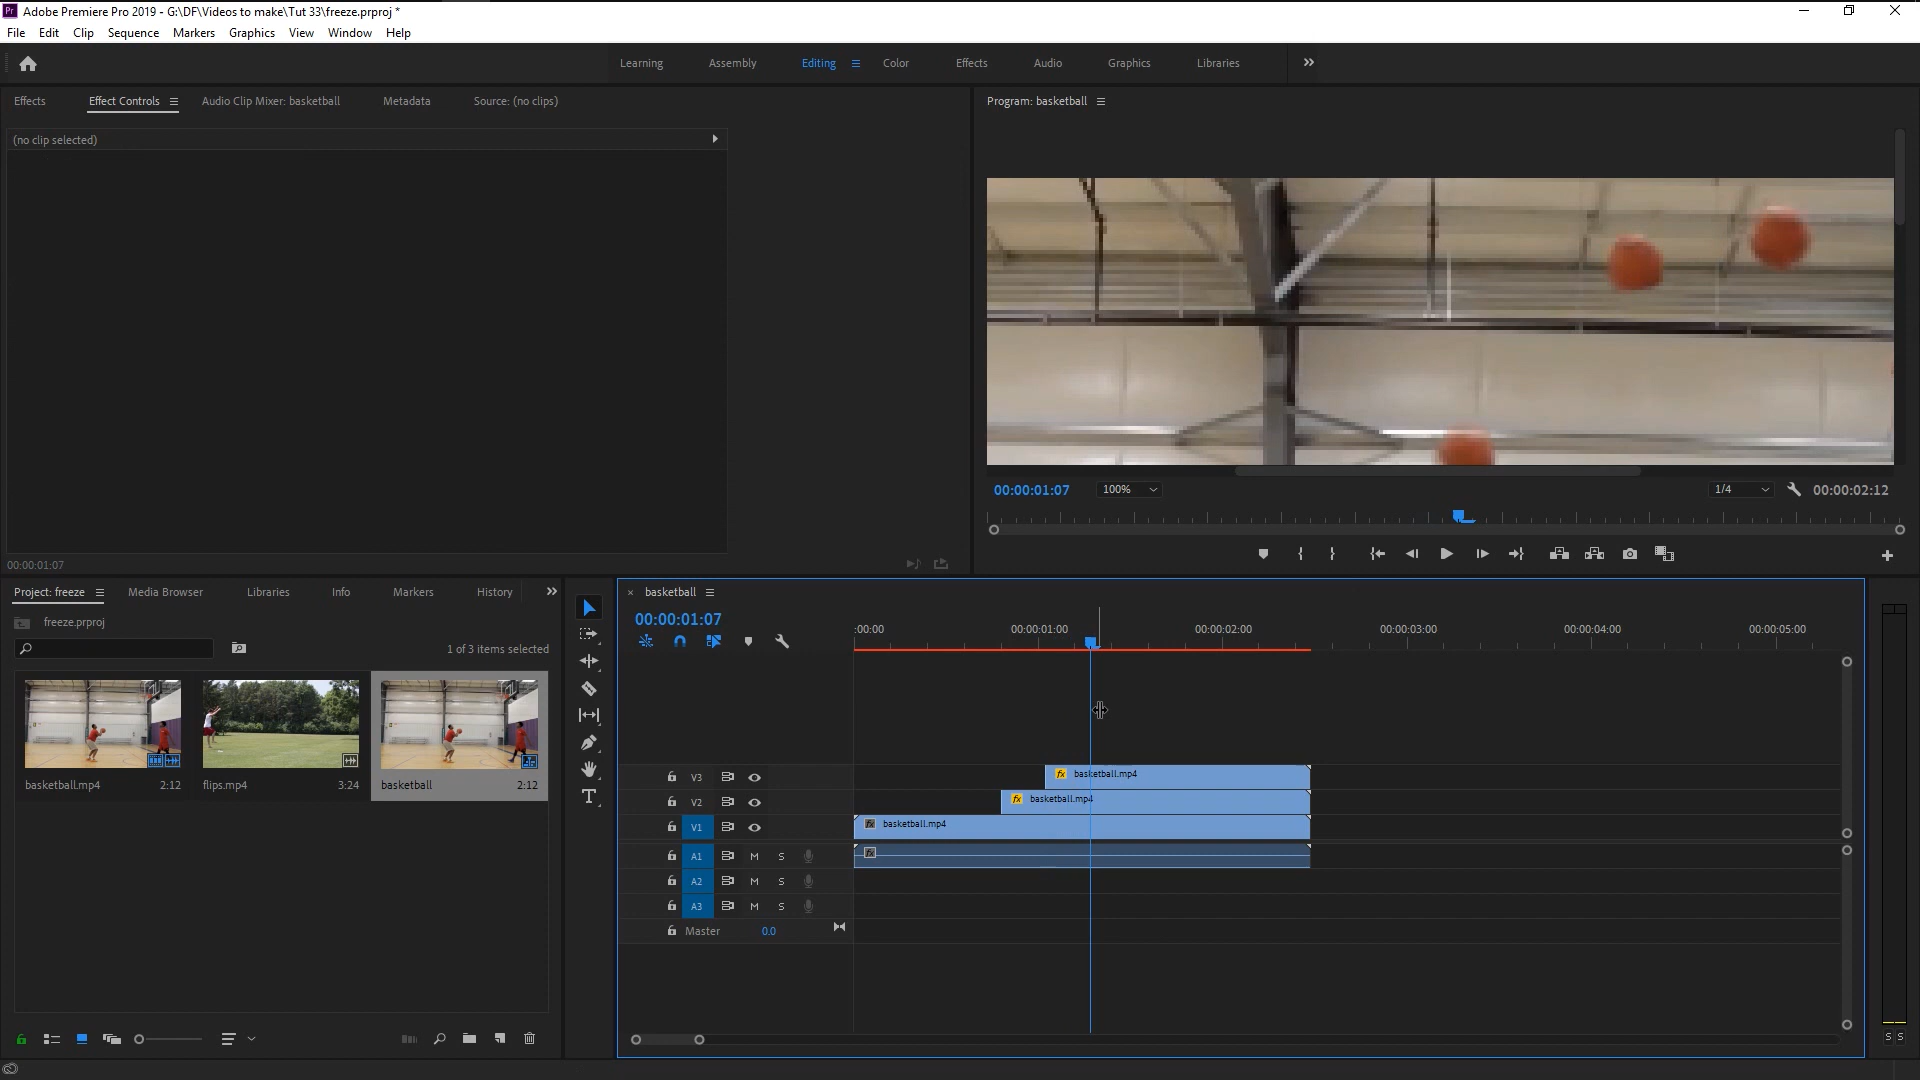 Pr Adobe Premiere Pro 2019 - G:\DF\Videos to make\Tut 33\freeze.prproj *
File Edit Clip Sequence Markers Graphics View Window Help
Learning Assembly Editing Color Effects Audio Graphics Libraries
Effects Effect Controls Audio Clip Mixer: basketball Metadata Source: (no clips) Program: basketball
(no clip selected)
00:00:01:07 100% 1/4 00:00:02:12
00:00:01:07
Project: freeze Media Browser Libraries Info Markers History
freeze.prproj
1 of 3 items selected
basketball.mp4 2:12 flips.mp4 3:24 basketball 2:12
basketball
00:00:01:07
:00:00 00:00:01:00 00:00:02:00 00:00:03:00 00:00:04:00 00:00:05:00
V3 fx basketball.mp4
V2 fx basketball.mp4
V1 fx basketball.mp4
A1 M S fx
A2 M S
A3 M S
Master 0.0
S S